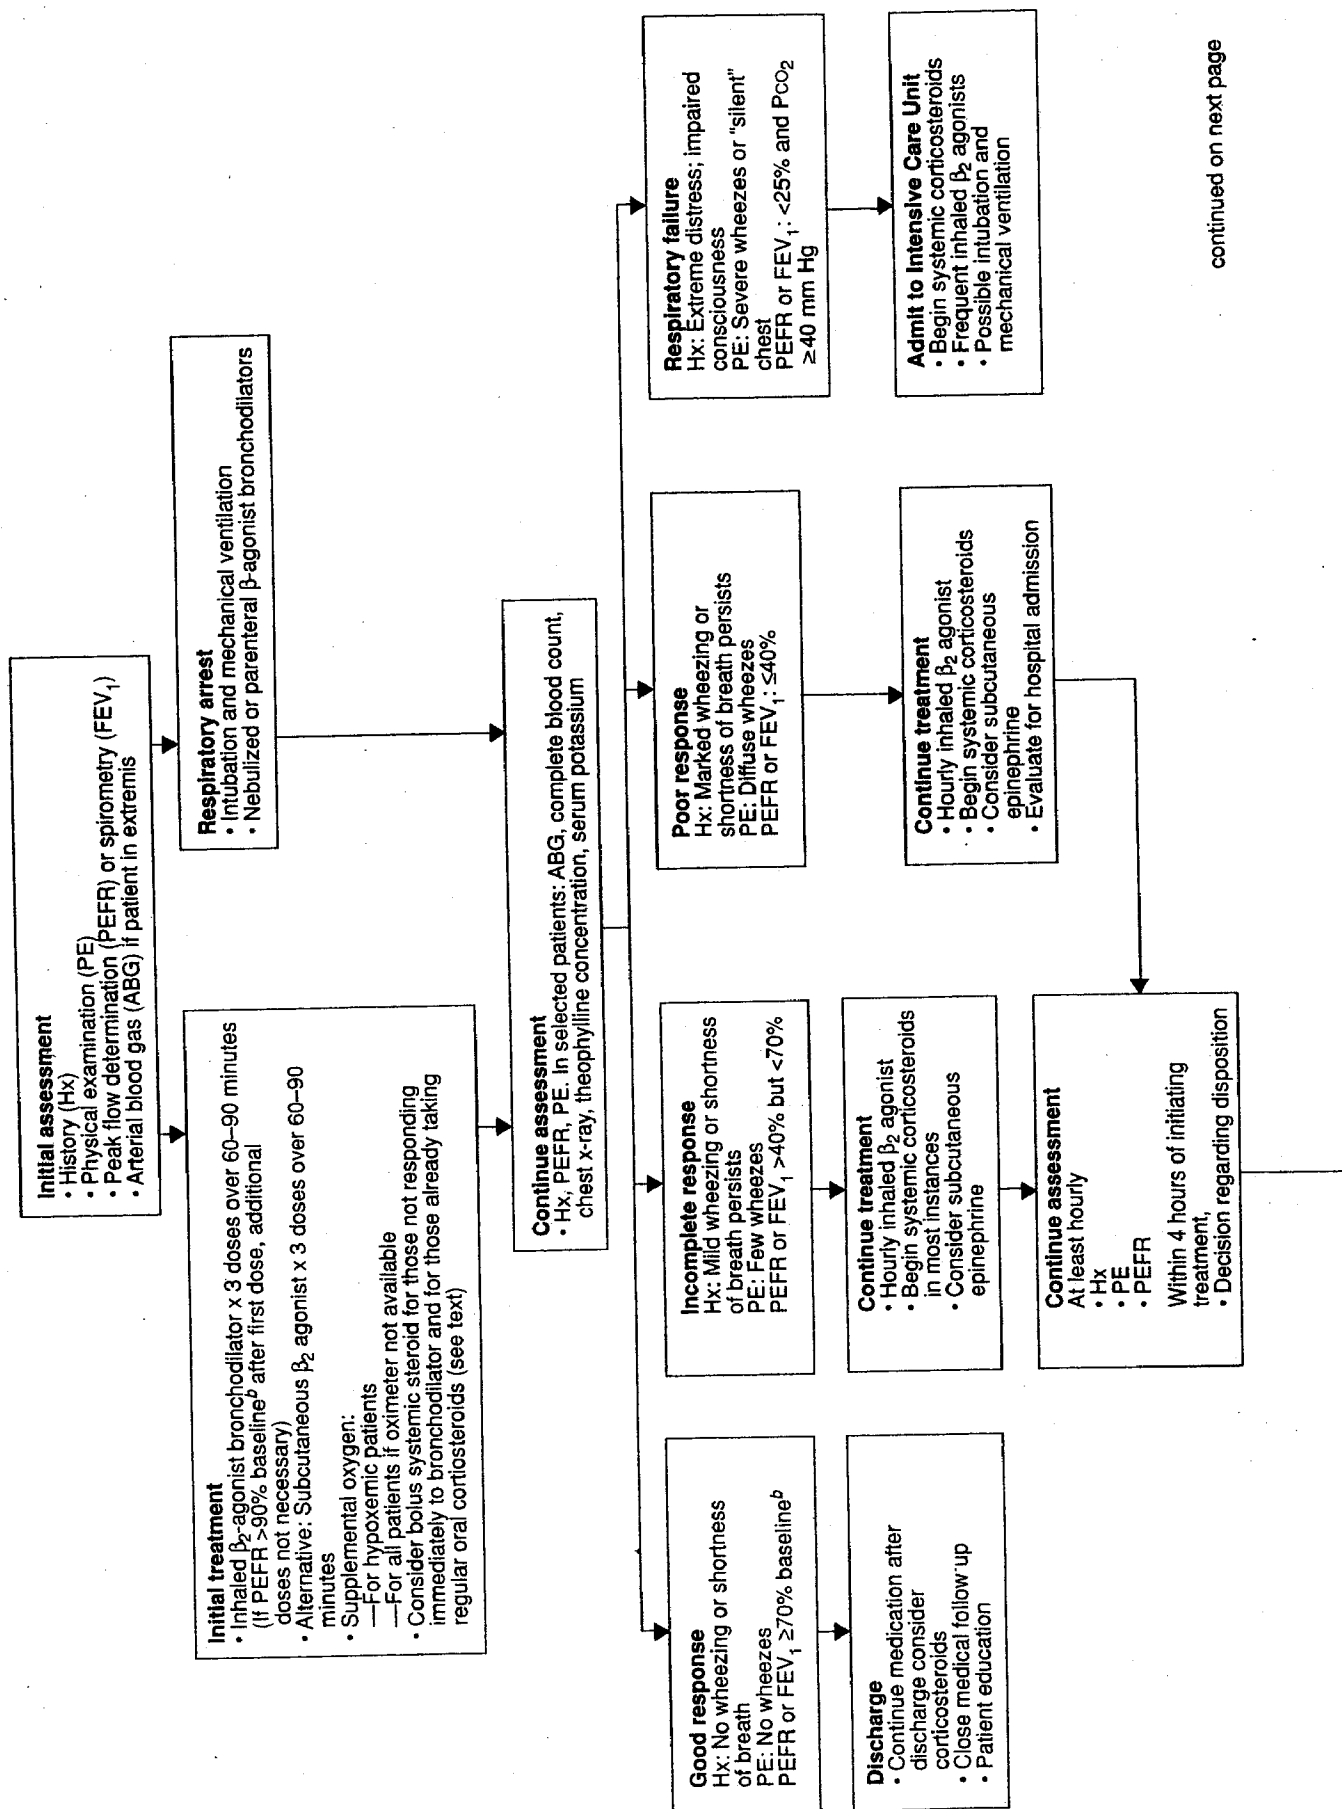 Initial assessment
• History (Hx)
• Physical examination (PE)
• Peak flow determination (PEFR) or spirometry (FEV₁)
• Arterial blood gas (ABG) if patient in extremis
Initial treatment
• Inhaled β₂-agonist bronchodilator x 3 doses over 60–90 minutes
(If PEFR >90% baselineᵇ after first dose, additional
doses not necessary)
• Alternative: Subcutaneous β₂ agonist x 3 doses over 60–90
minutes
• Supplemental oxygen:
—For hypoxemic patients
—For all patients if oximeter not available
• Consider bolus systemic steroid for those not responding
immediately to bronchodilator and for those already taking
regular oral cortiosteroids (see text)
Respiratory arrest
• Intubation and mechanical ventilation
• Nebulized or parenteral β-agonist bronchodilators
Continue assessment
• Hx, PEFR, PE. In selected patients: ABG, complete blood count,
chest x-ray, theophylline concentration, serum potassium
Good response
Hx: No wheezing or shortness
of breath
PE: No wheezes
PEFR or FEV₁ ≥70% baselineᵇ
Incomplete response
Hx: Mild wheezing or shortness
of breath persists
PE: Few wheezes
PEFR or FEV₁ >40% but <70%
Poor response
Hx: Marked wheezing or
shortness of breath persists
PE: Diffuse wheezes
PEFR or FEV₁: ≤40%
Respiratory failure
Hx: Extreme distress; impaired
consciousness
PE: Severe wheezes or "silent"
chest
PEFR or FEV₁: <25% and PCO₂
≥40 mm Hg
Discharge
• Continue medication after
discharge consider
corticosteroids
• Close medical follow-up
• Patient education
Continue treatment
• Hourly inhaled β₂ agonist
• Begin systemic corticosteroids
in most instances
• Consider subcutaneous
epinephrine
Continue treatment
• Hourly inhaled β₂ agonist
• Begin systemic corticosteroids
• Consider subcutaneous
epinephrine
• Evaluate for hospital admission
Admit to Intensive Care Unit
• Begin systemic corticosteroids
• Frequent inhaled β₂ agonists
• Possible intubation and
mechanical ventilation
Continue assessment
At least hourly
• Hx
• PE
• PEFR
Within 4 hours of initiating
treatment,
• Decision regarding disposition
continued on next page